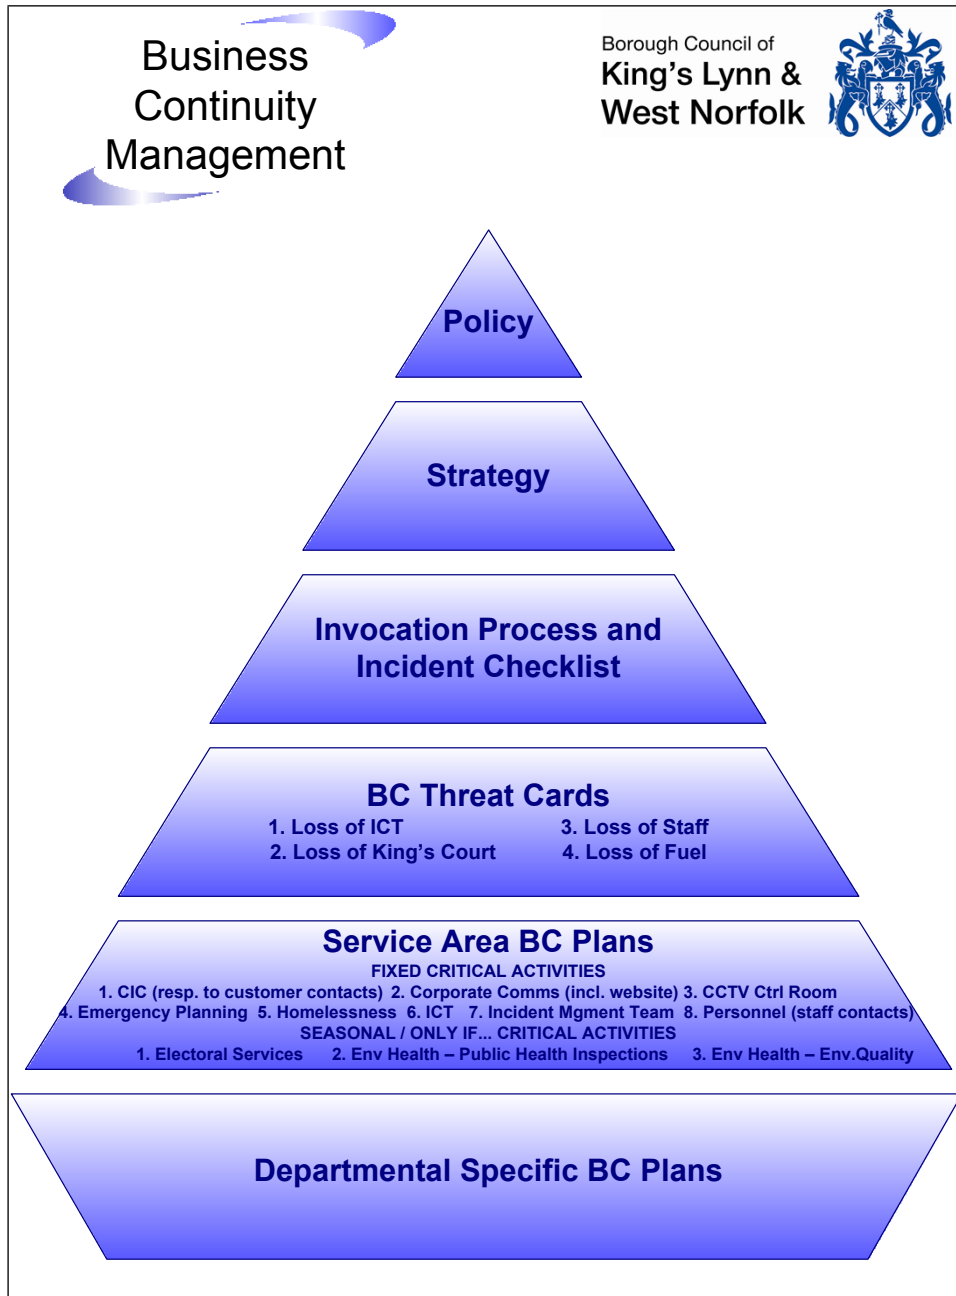 Business
Continuity
Management
Borough Council of
King's Lynn &
West Norfolk
Policy
Strategy
Invocation Process and
Incident Checklist
BC Threat Cards
1. Loss of ICT 3. Loss of Staff
2. Loss of King's Court 4. Loss of Fuel
Service Area BC Plans
FIXED CRITICAL ACTIVITIES
1. CIC (resp. to customer contacts) 2. Corporate Comms (incl. website) 3. CCTV Ctrl Room
4. Emergency Planning 5. Homelessness 6. ICT 7. Incident Mgment Team 8. Personnel (staff contacts)
SEASONAL / ONLY IF... CRITICAL ACTIVITIES
1. Electoral Services 2. Env Health – Public Health Inspections 3. Env Health – Env.Quality
Departmental Specific BC Plans